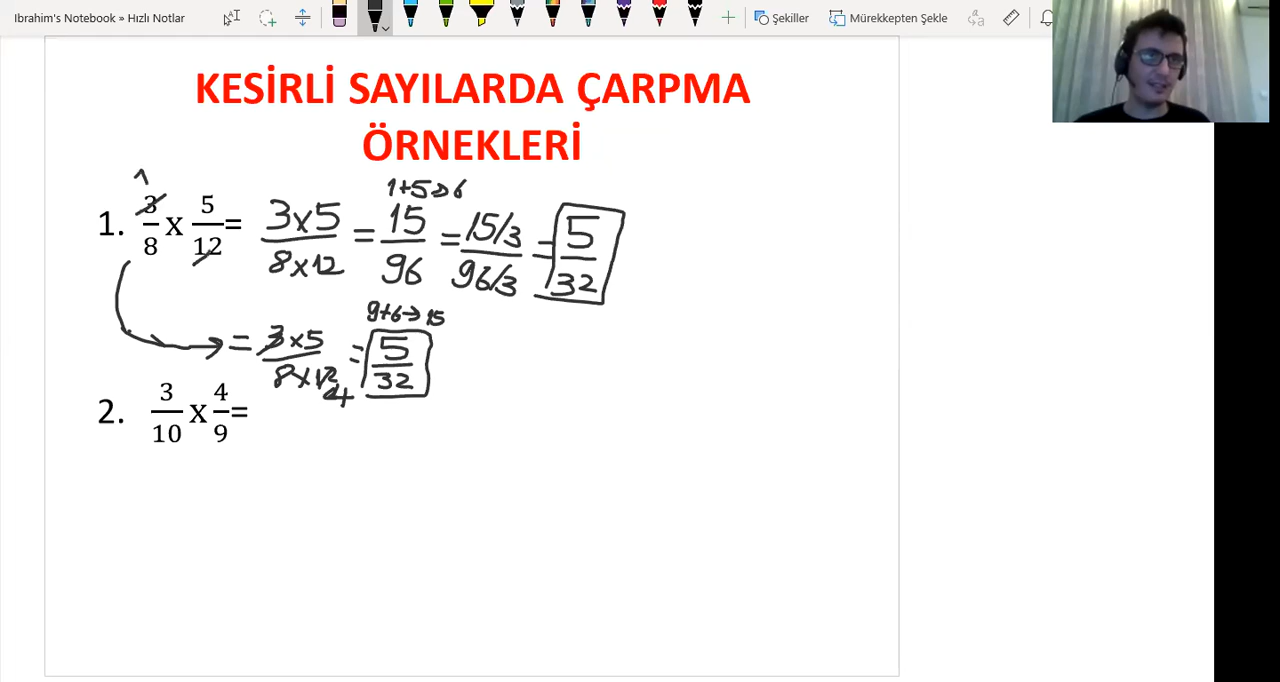 Ibrahim's Notebook » Hızlı Notlar
Şekiller
Mürekkepten Şekle
KESİRLİ SAYILARDA ÇARPMA
ÖRNEKLERİ
1+5→6
1. 3/8 x 5/12 = 3x5/8x12 = 15/96 = 15/3/96/3 = 5/32
9+6→15
= 3x5/8x12 4 = 5/32
2. 3/10 x 4/9 =